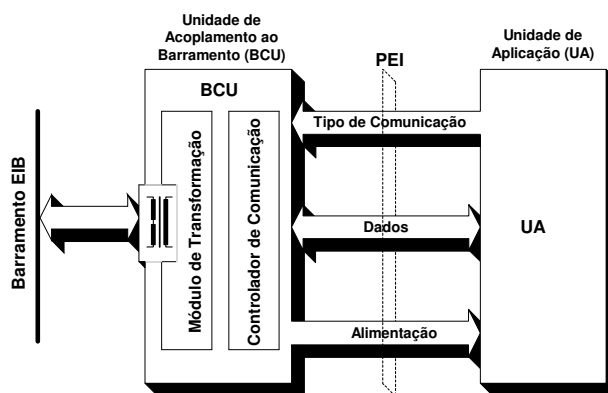 Unidade de
Acoplamento ao
Barramento (BCU)
PEI
Unidade de
Aplicação (UA)
BCU
Tipo de Comunicação
Barramento EIB
Módulo de Transformação
Controlador de Comunicação
Dados
UA
Alimentação